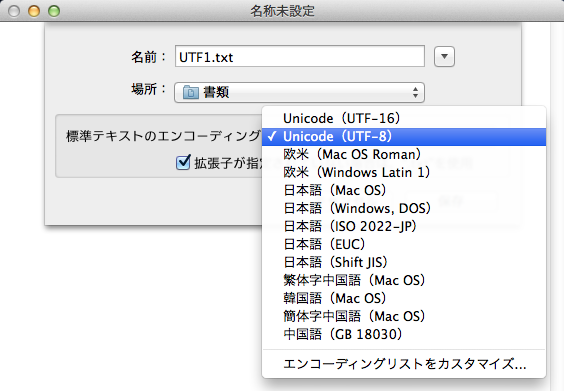 名称未設定
名前：
UTF1.txt
場所：
書類
標準テキストのエンコーディング
拡張子が指定
Unicode（UTF-16）
✓ Unicode（UTF-8）
欧米（Mac OS Roman）
欧米（Windows Latin 1）
日本語（Mac OS）
日本語（Windows, DOS）
日本語（ISO 2022-JP）
日本語（EUC）
日本語（Shift JIS）
繁体字中国語（Mac OS）
韓国語（Mac OS）
簡体字中国語（Mac OS）
中国語（GB 18030）
エンコーディングリストをカスタマイズ...